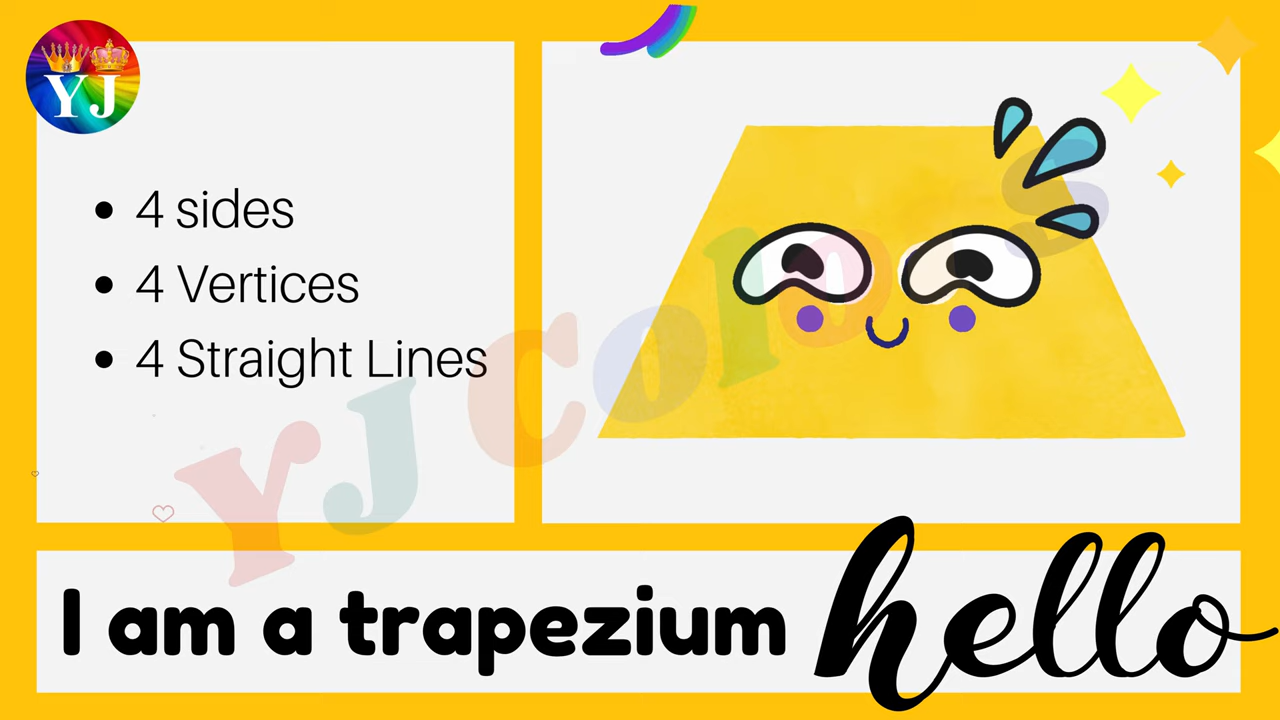 YJ
• 4 sides
• 4 Vertices
• 4 Straight Lines
YJ Colors
I am a trapezium
hello